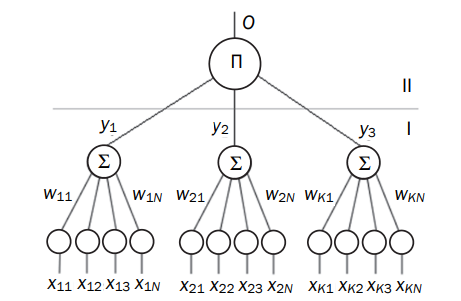 O
Π
II
I
y1 y2 y3
Σ Σ Σ
w11 w1N w21 w2N wK1 wKN
x11 x12 x13 x1N x21 x22 x23 x2N xK1 xK2 xK3 xKN